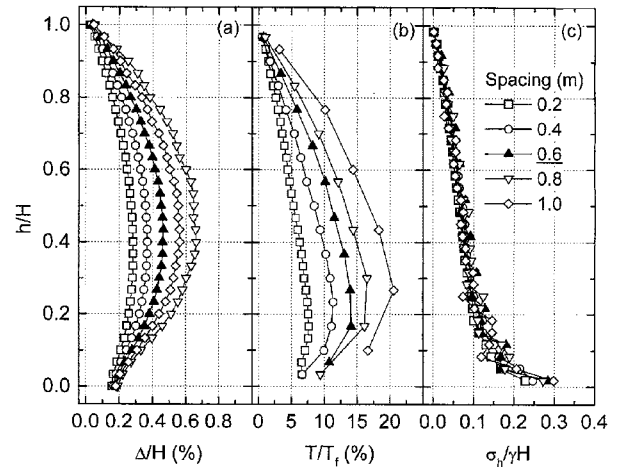 (a)
(b)
(c)
Spacing (m)
0.2
0.4
0.6
0.8
1.0
h/H
1.0
0.8
0.6
0.4
0.2
0.0
0.0 0.2 0.4 0.6 0.8
0 5 10 15 20
0.0 0.1 0.2 0.3 0.4
Δ/H (%)
T/T_f (%)
σ_h/γH